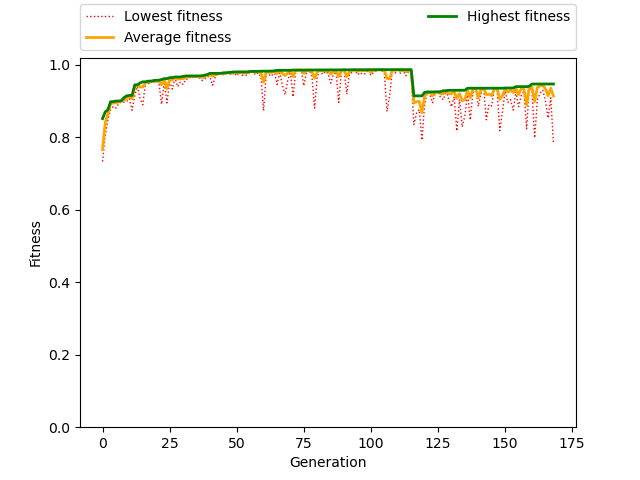 Lowest fitness
Average fitness
Highest fitness
1.0
0.8
0.6
0.4
0.2
0.0
Fitness
0 25 50 75 100 125 150 175
Generation